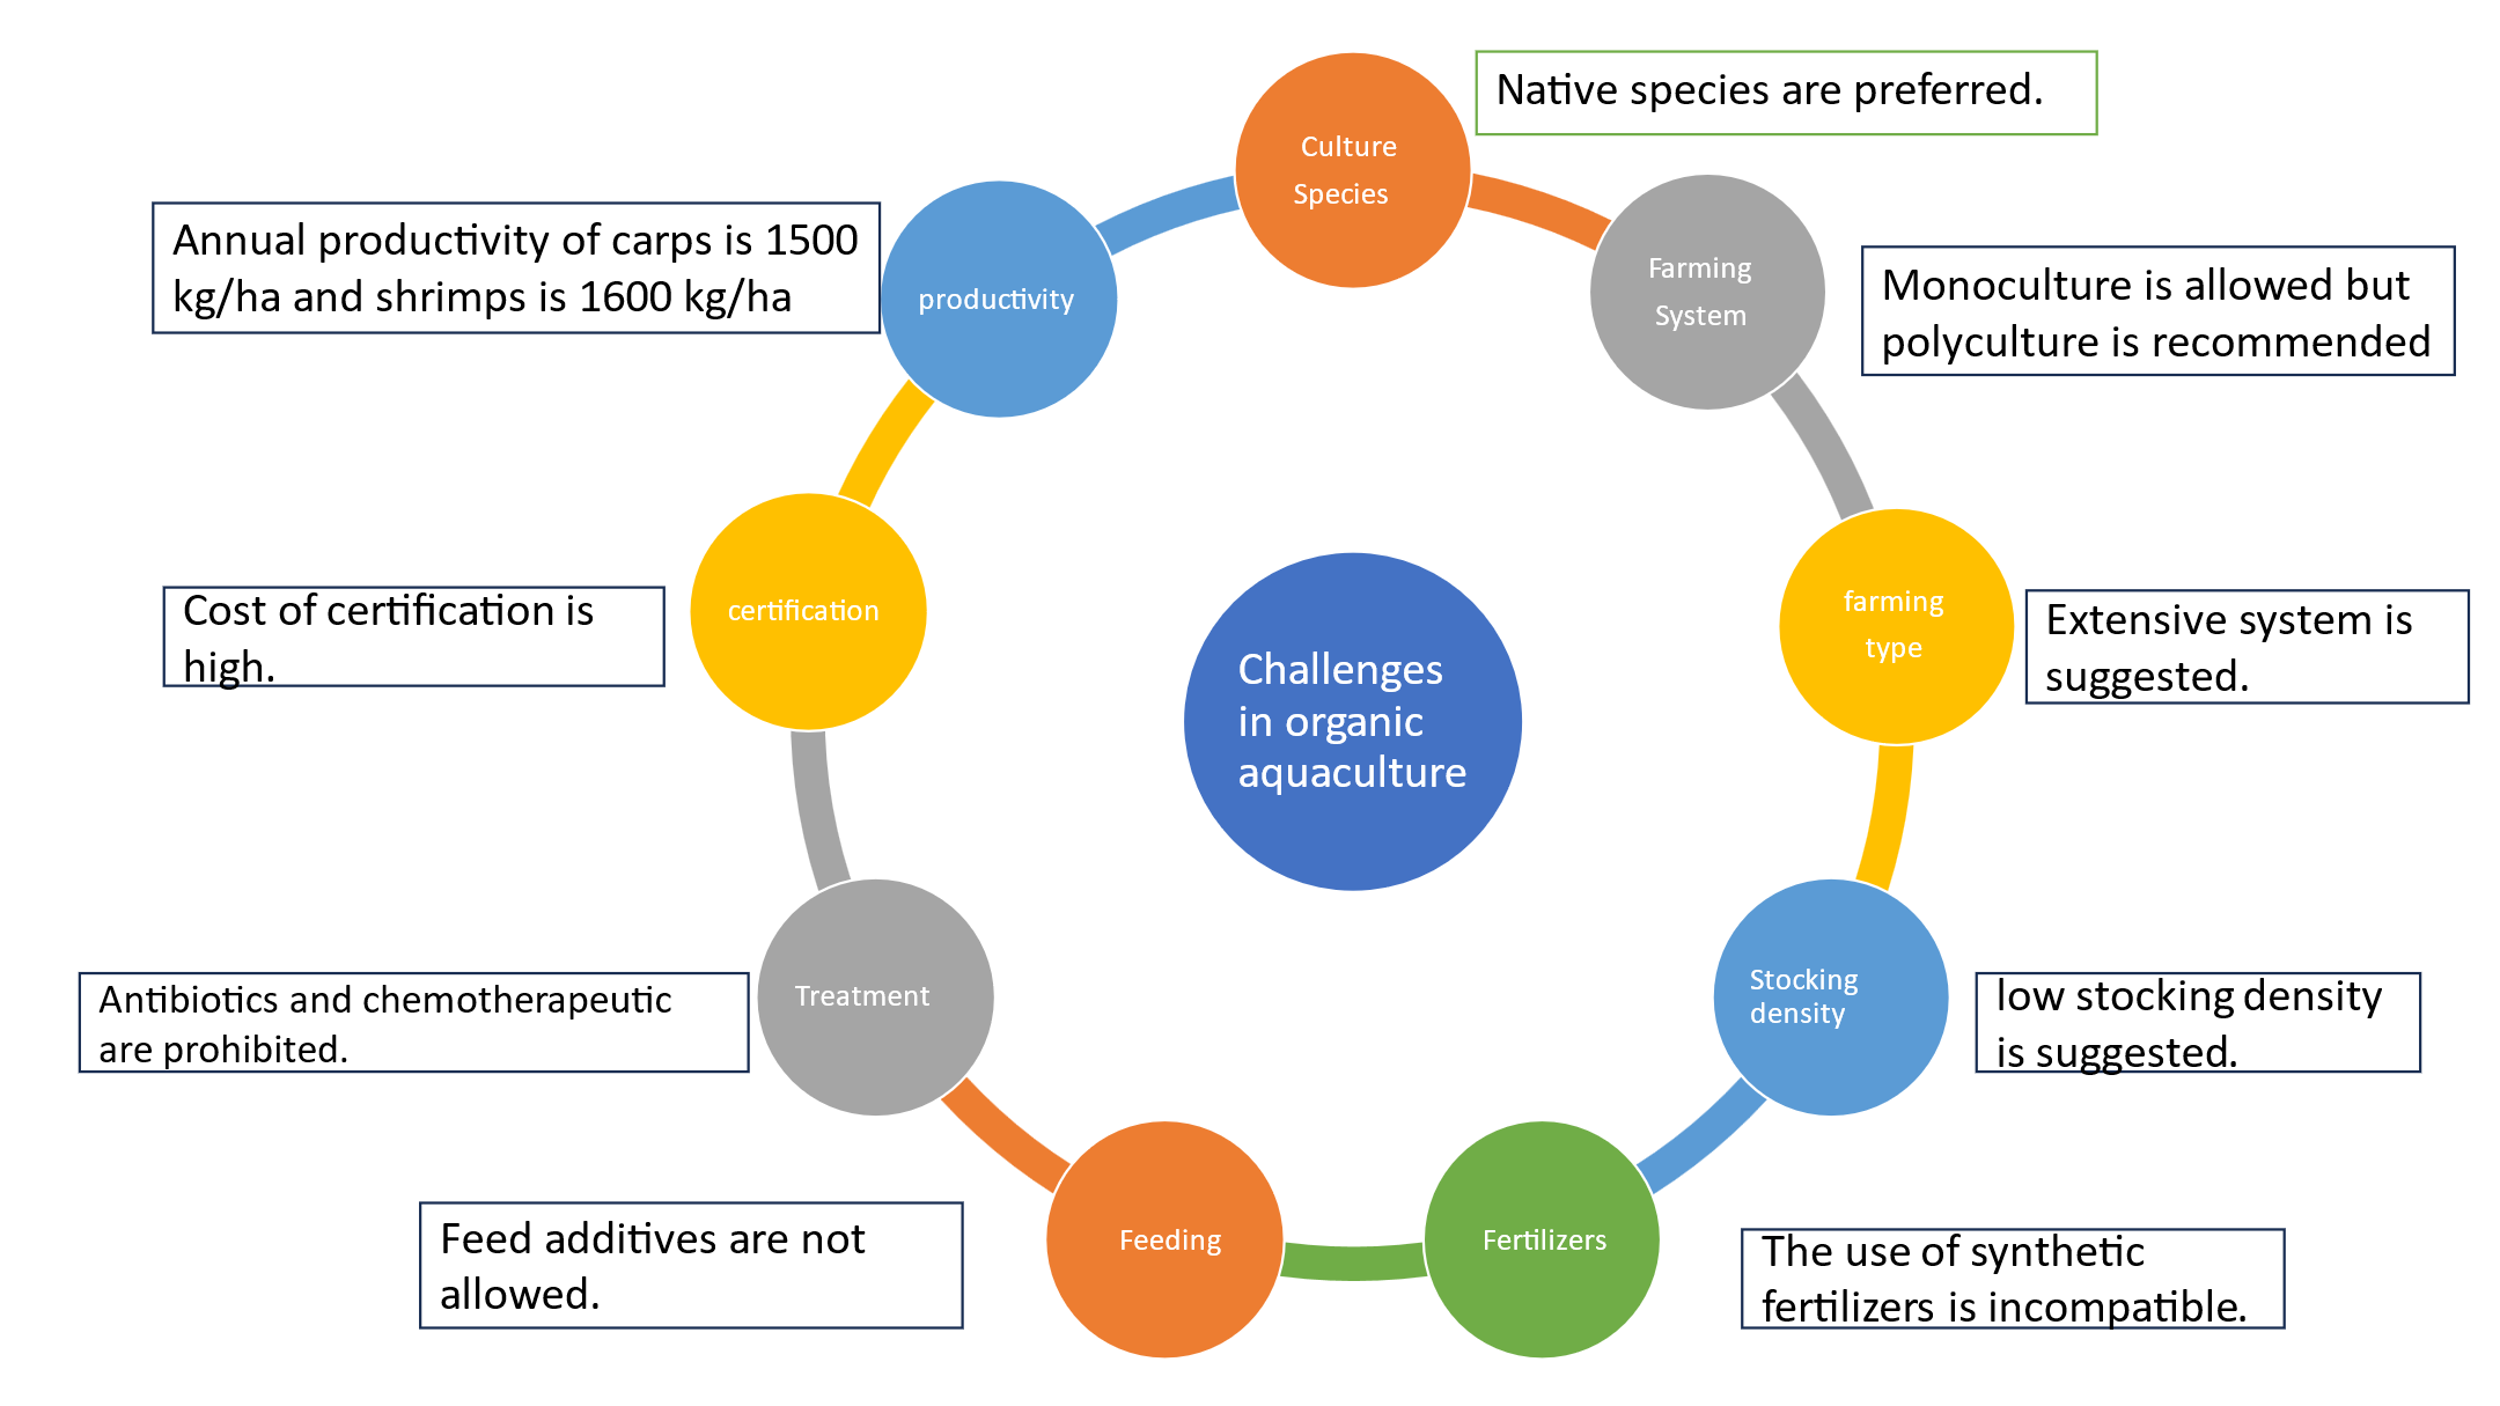 Culture
Species
Native species are preferred.
Farming
System
Monoculture is allowed but
polyculture is recommended
farming
type
Extensive system is
suggested.
Stocking
density
low stocking density
is suggested.
Fertilizers
The use of synthetic
fertilizers is incompatible.
Feeding
Feed additives are not
allowed.
Treatment
Antibiotics and chemotherapeutic
are prohibited.
certification
Cost of certification is
high.
productivity
Annual productivity of carps is 1500
kg/ha and shrimps is 1600 kg/ha
Challenges
in organic
aquaculture